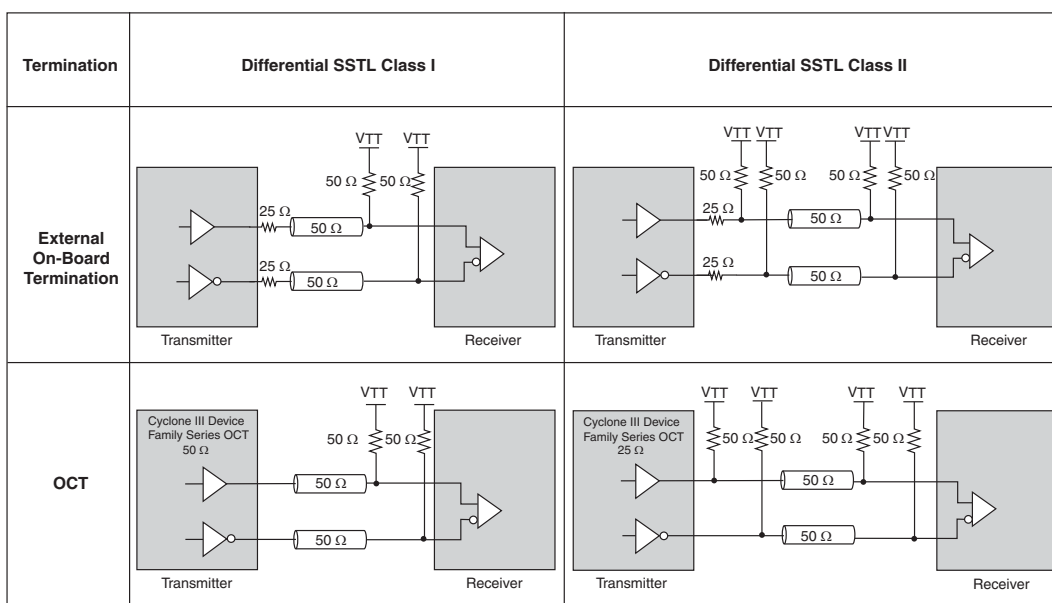 Termination
Differential SSTL Class I
Differential SSTL Class II
External
On-Board
Termination
VTT VTT
50 Ω 50 Ω
25 Ω
50 Ω
25 Ω
50 Ω
Transmitter
Receiver
VTT VTT VTT VTT
50 Ω 50 Ω 50 Ω 50 Ω
25 Ω
50 Ω
25 Ω
50 Ω
Transmitter
Receiver
OCT
VTT VTT
Cyclone III Device
Family Series OCT
50 Ω
50 Ω 50 Ω
50 Ω
50 Ω
Transmitter
Receiver
VTT VTT VTT VTT
Cyclone III Device
Family Series OCT
25 Ω
50 Ω 50 Ω 50 Ω 50 Ω
50 Ω
50 Ω
Transmitter
Receiver